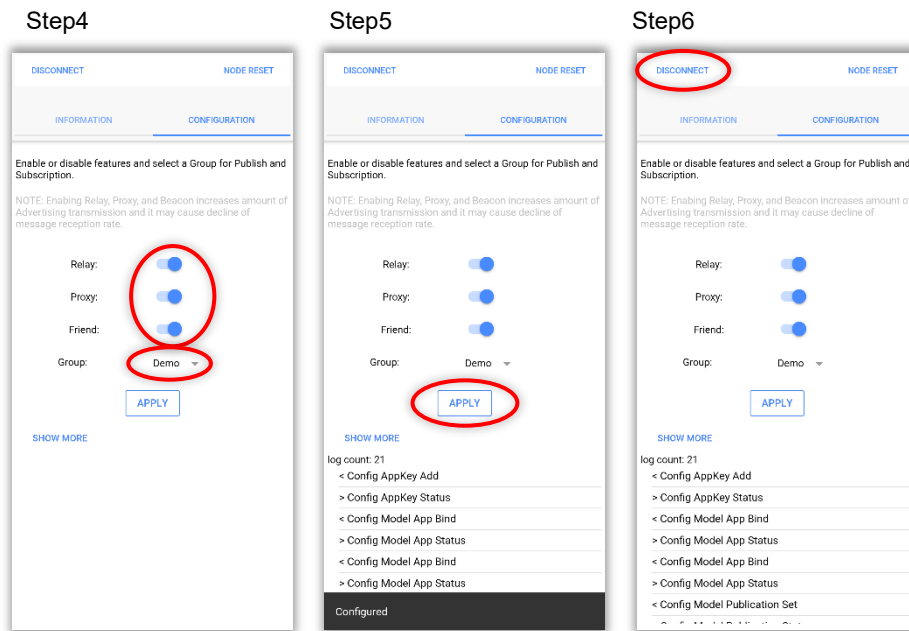 Step4
DISCONNECT NODE RESET
INFORMATION CONFIGURATION
Enable or disable features and select a Group for Publish and
Subscription.
NOTE: Enabing Relay, Proxy, and Beacon increases amount of
Advertising transmission and it may cause decline of
message reception rate.
Relay:
Proxy:
Friend:
Group: Demo
APPLY
SHOW MORE
Step5
DISCONNECT NODE RESET
INFORMATION CONFIGURATION
Enable or disable features and select a Group for Publish and
Subscription.
NOTE: Enabing Relay, Proxy, and Beacon increases amount of
Advertising transmission and it may cause decline of
message reception rate.
Relay:
Proxy:
Friend:
Group: Demo
APPLY
SHOW MORE
log count: 21
< Config AppKey Add
> Config AppKey Status
< Config Model App Bind
> Config Model App Status
< Config Model App Bind
> Config Model App Status
Configured
Step6
DISCONNECT NODE RESET
INFORMATION CONFIGURATION
Enable or disable features and select a Group for Publish and
Subscription.
NOTE: Enabing Relay, Proxy, and Beacon increases amount of
Advertising transmission and it may cause decline of
message reception rate.
Relay:
Proxy:
Friend:
Group: Demo
APPLY
SHOW MORE
log count: 21
< Config AppKey Add
> Config AppKey Status
< Config Model App Bind
> Config Model App Status
< Config Model App Bind
> Config Model App Status
< Config Model Publication Set